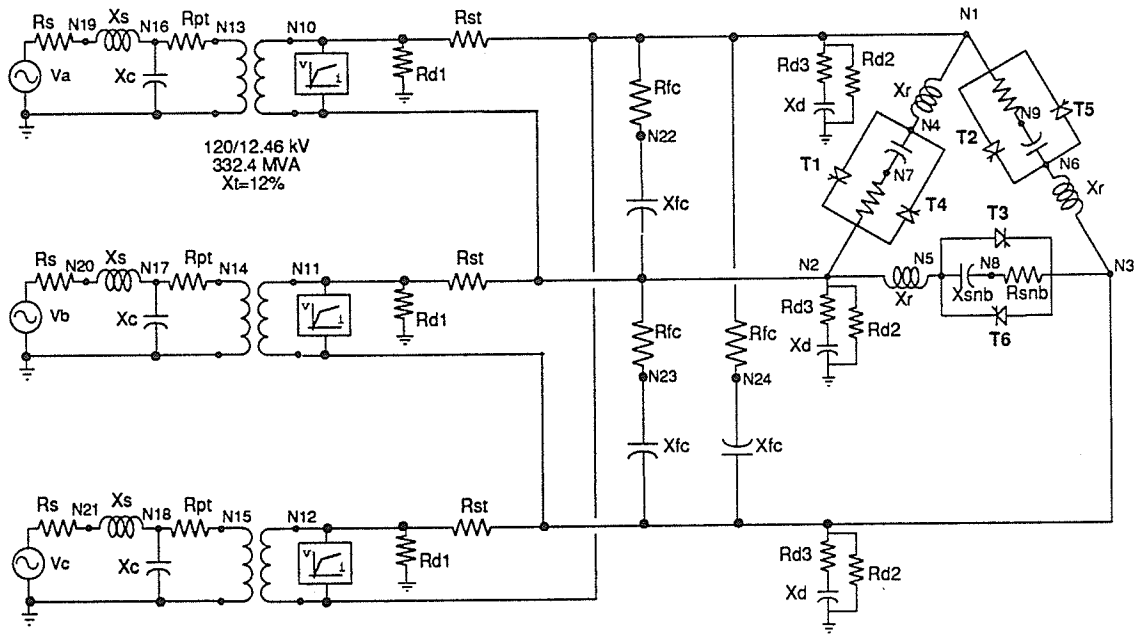 Rs N19 Xs N16 Rpt N13 N10 Rst N1
Va Xc V i Rd1 Rfc Rd3 Rd2 Xd Xr N4 N9 T5
120/12.46 kV
332.4 MVA
Xt=12%
N22 T1 N7 T4 T2 N6 Xr
Xfc
Rs N20 Xs N17 Rpt N14 N11 Rst N2 N5 T3 N3
Xr Xsnb N8 Rsnb T6
Vb Xc V i Rd1 Rfc Rfc Rd3 Rd2 Xd
N23 N24
Xfc Xfc
Rs N21 Xs N18 Rpt N15 N12 Rst
Vc Xc V i Rd1 Rd3 Rd2 Xd